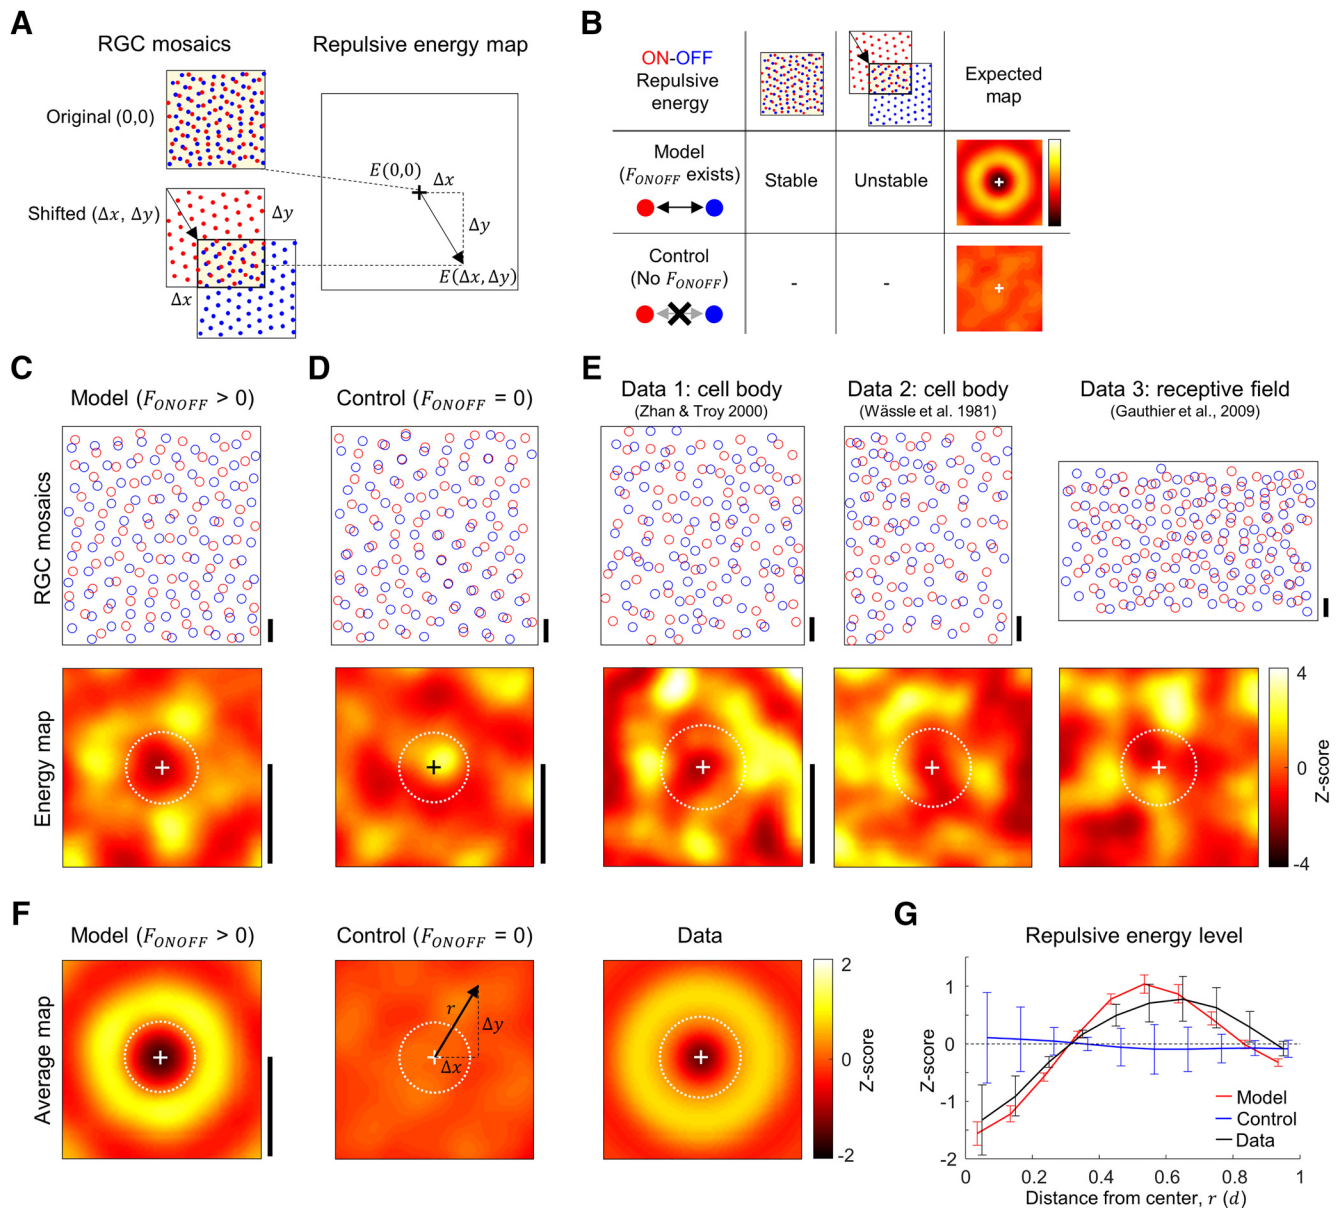 A
RGC mosaics
Repulsive energy map
Original (0,0)
E(0,0)
Δx
Δy
E(Δx, Δy)
Shifted (Δx, Δy)
Δy
Δx
B
ON-OFF
Repulsive
energy
Expected
map
Model
(F_ONOFF exists)
Stable
Unstable
Control
(No F_ONOFF)
-
-
C
Model (F_ONOFF > 0)
D
Control (F_ONOFF = 0)
E
Data 1: cell body
(Zhan & Troy 2000)
Data 2: cell body
(Wässle et al. 1981)
Data 3: receptive field
(Gauthier et al., 2009)
RGC mosaics
Energy map
4
0
-4
Z-score
F
Model (F_ONOFF > 0)
Control (F_ONOFF = 0)
Data
Average map
r
Δy
Δx
2
0
-2
Z-score
G
Repulsive energy level
Z-score
1
0
-1
-2
Model
Control
Data
0 0.2 0.4 0.6 0.8 1
Distance from center, r (d)